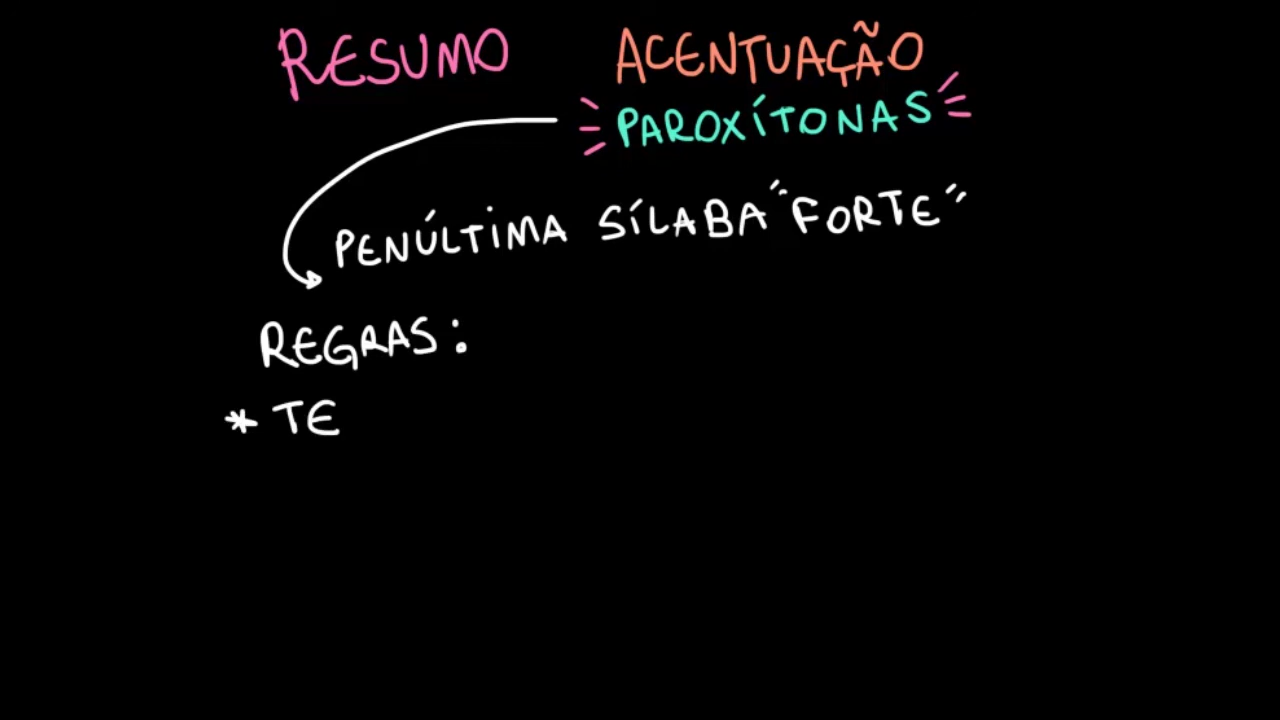 RESUMO ACENTUAÇÃO
PAROXÍTONAS
PENÚLTIMA SÍLABA "FORTE"
REGRAS:
* TE